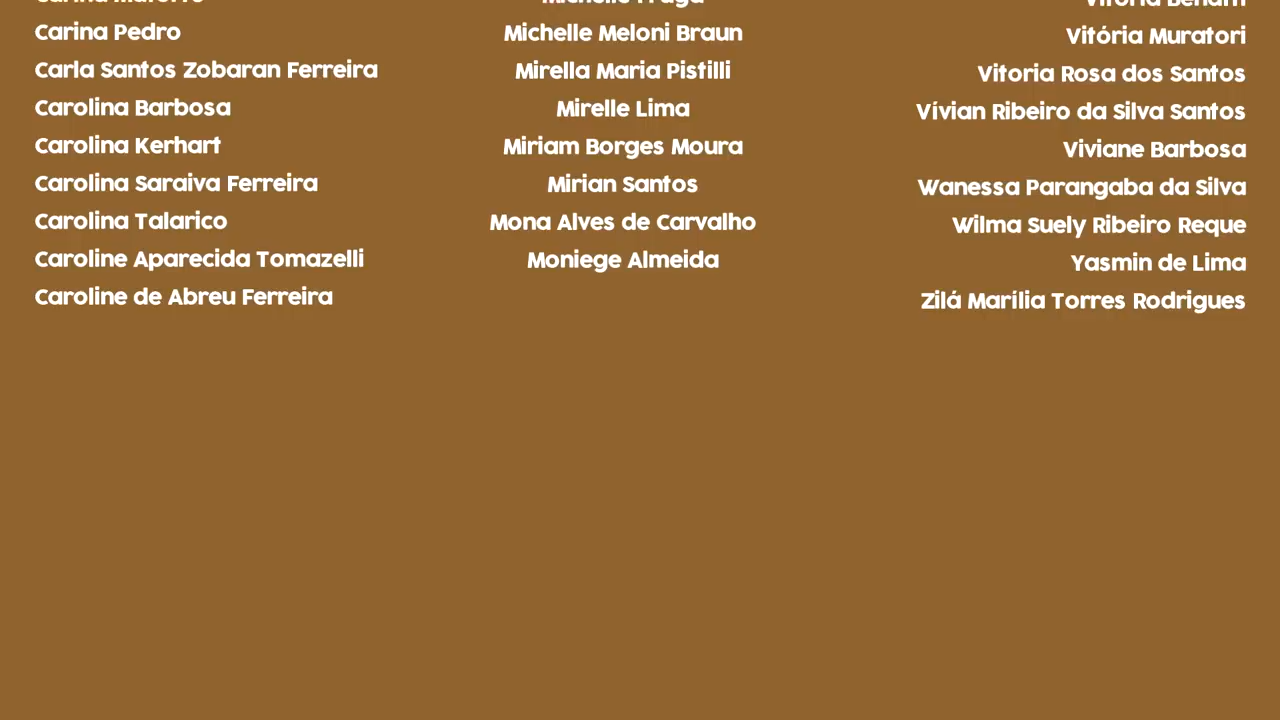 Carina Pedro
Carla Santos Zobaran Ferreira
Carolina Barbosa
Carolina Kerhart
Carolina Saraiva Ferreira
Carolina Talarico
Caroline Aparecida Tomazelli
Caroline de Abreu Ferreira
Michelle Meloni Braun
Mirella Maria Pistilli
Mirelle Lima
Miriam Borges Moura
Mirian Santos
Mona Alves de Carvalho
Moniege Almeida
Vitória Muratori
Vitoria Rosa dos Santos
Vívian Ribeiro da Silva Santos
Viviane Barbosa
Wanessa Parangaba da Silva
Wilma Suely Ribeiro Reque
Yasmin de Lima
Zilá Marília Torres Rodrigues